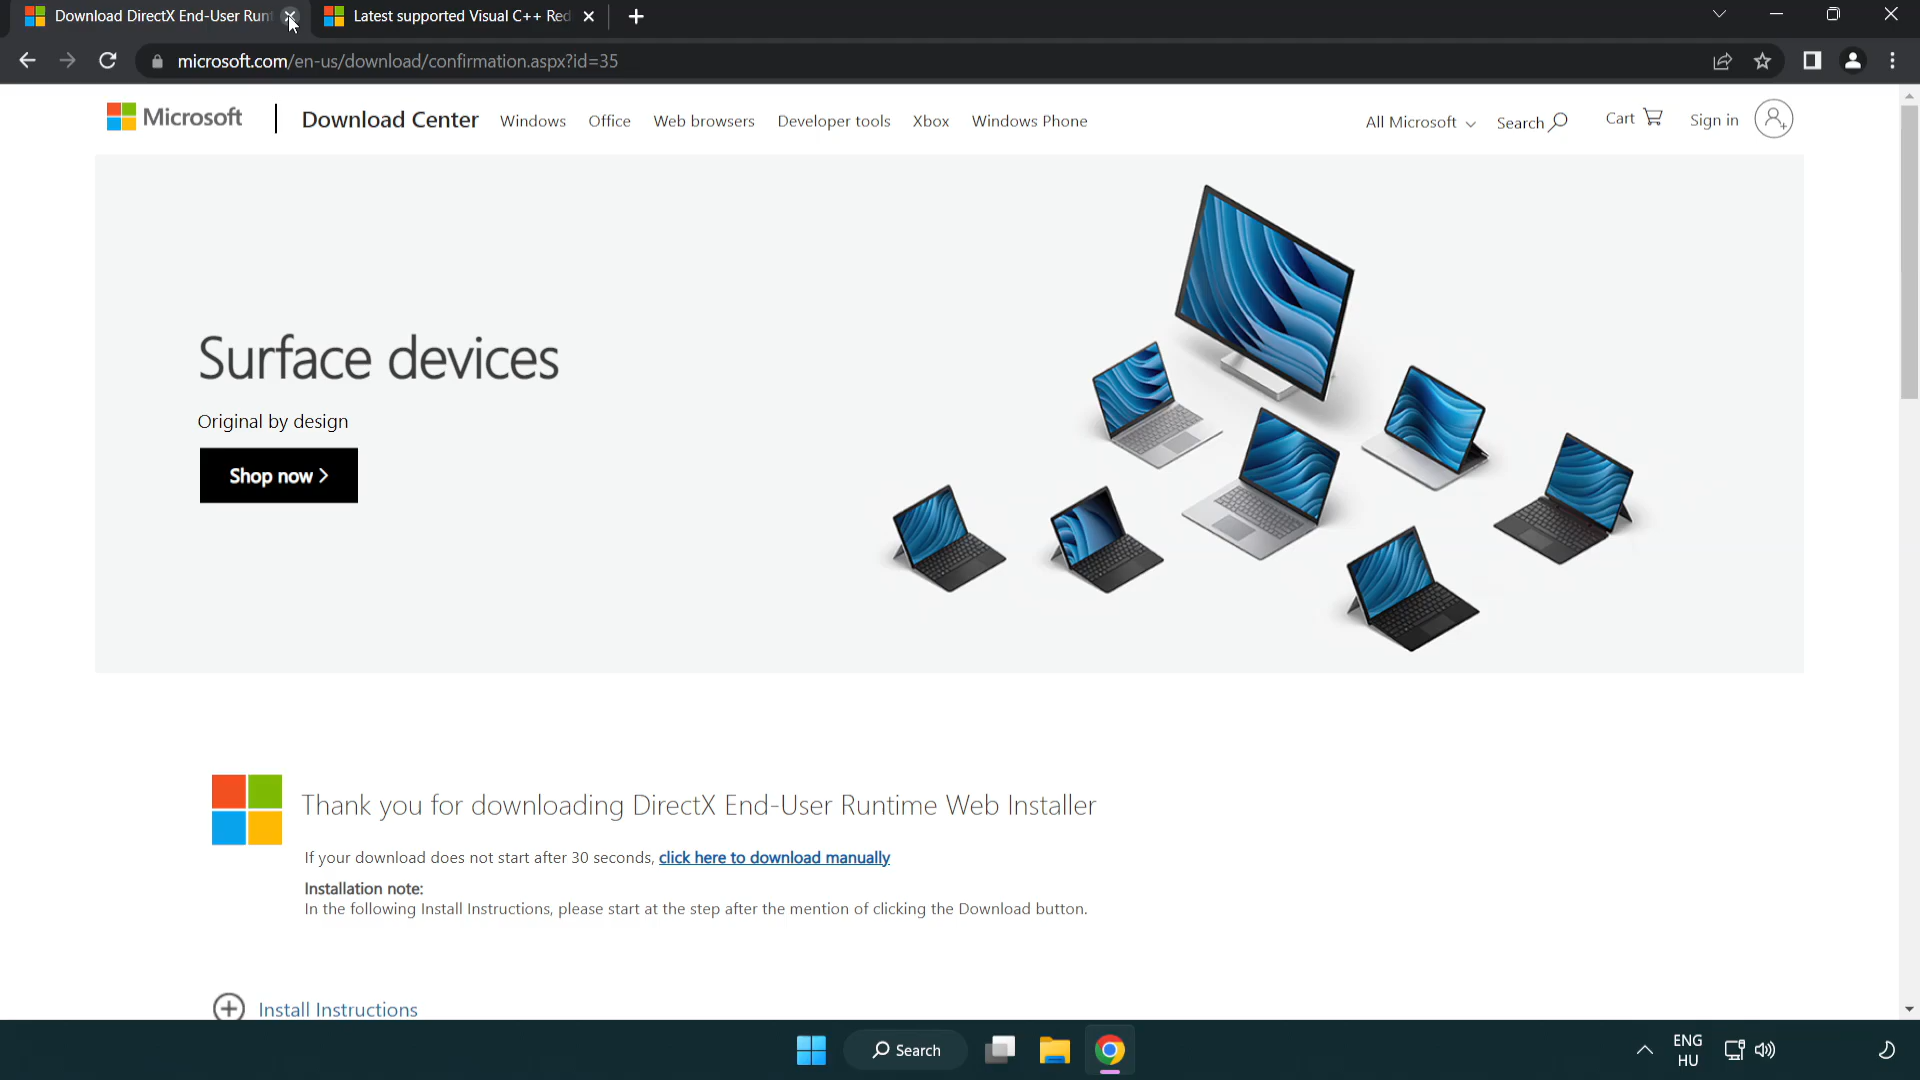 Download DirectX End-User Runt
Latest supported Visual C++ Red
microsoft.com/en-us/download/confirmation.aspx?id=35
Microsoft
Download Center
Windows
Office
Web browsers
Developer tools
Xbox
Windows Phone
All Microsoft
Search
Cart
Sign in
Surface devices
Original by design
Shop now
Thank you for downloading DirectX End-User Runtime Web Installer
If your download does not start after 30 seconds, click here to download manually
Installation note:
In the following Install Instructions, please start at the step after the mention of clicking the Download button.
Install Instructions
Search
ENG
HU